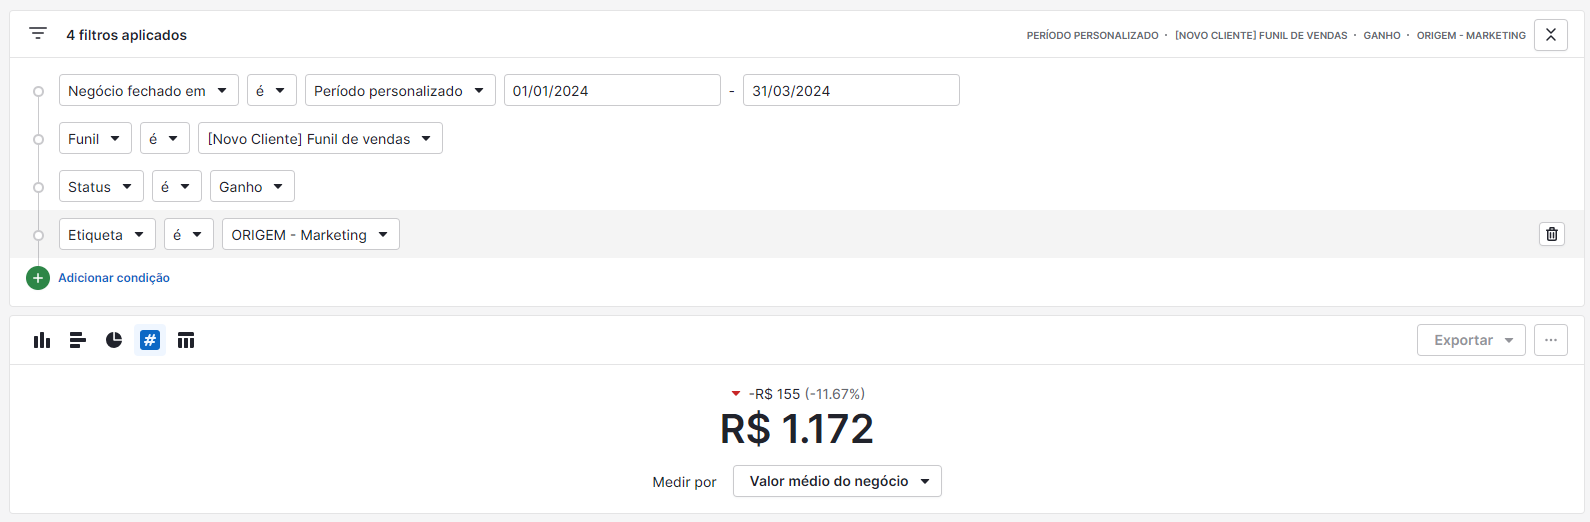 4 filtros aplicados
PERÍODO PERSONALIZADO · [NOVO CLIENTE] FUNIL DE VENDAS · GANHO · ORIGEM - MARKETING
Negócio fechado em é Período personalizado 01/01/2024 - 31/03/2024
Funil é [Novo Cliente] Funil de vendas
Status é Ganho
Etiqueta é ORIGEM - Marketing
+ Adicionar condição
# Exportar ...
-R$ 155 (-11.67%)
R$ 1.172
Medir por Valor médio do negócio